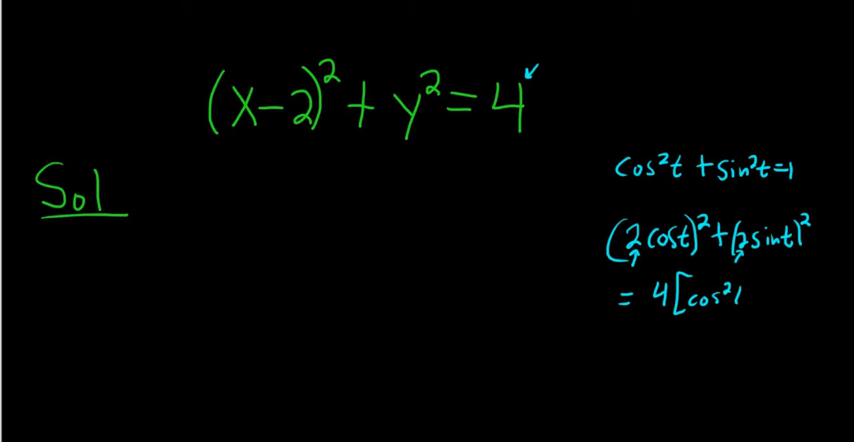 (x-2)² + y² = 4
Sol
cos²t + sin²t=1
(2cost)² + (2sint)²
= 4[cos²